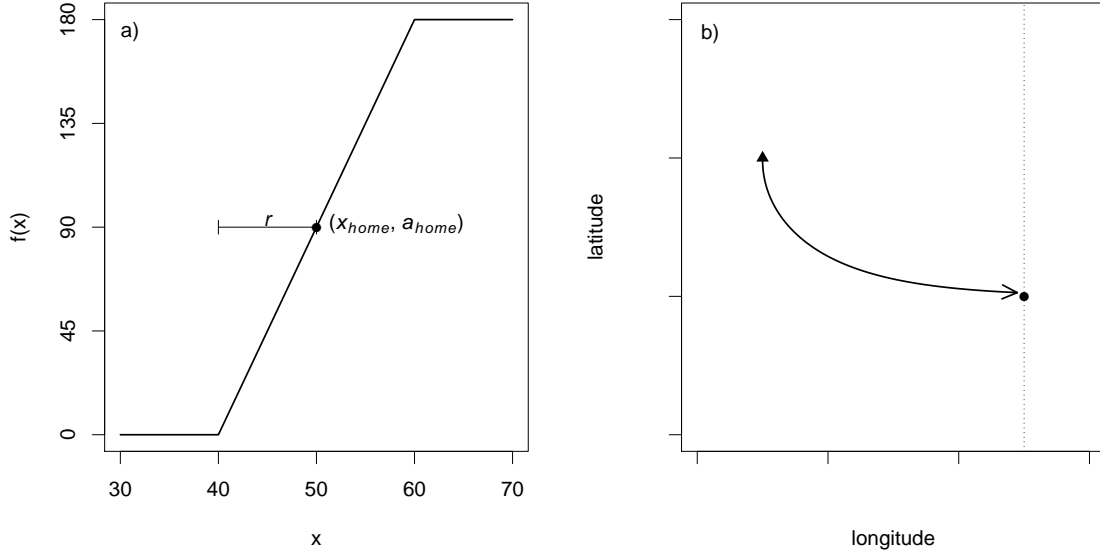 a)
180
135
90
45
0
f(x)
r
(x_home, a_home)
30 40 50 60 70
x
b)
latitude
longitude